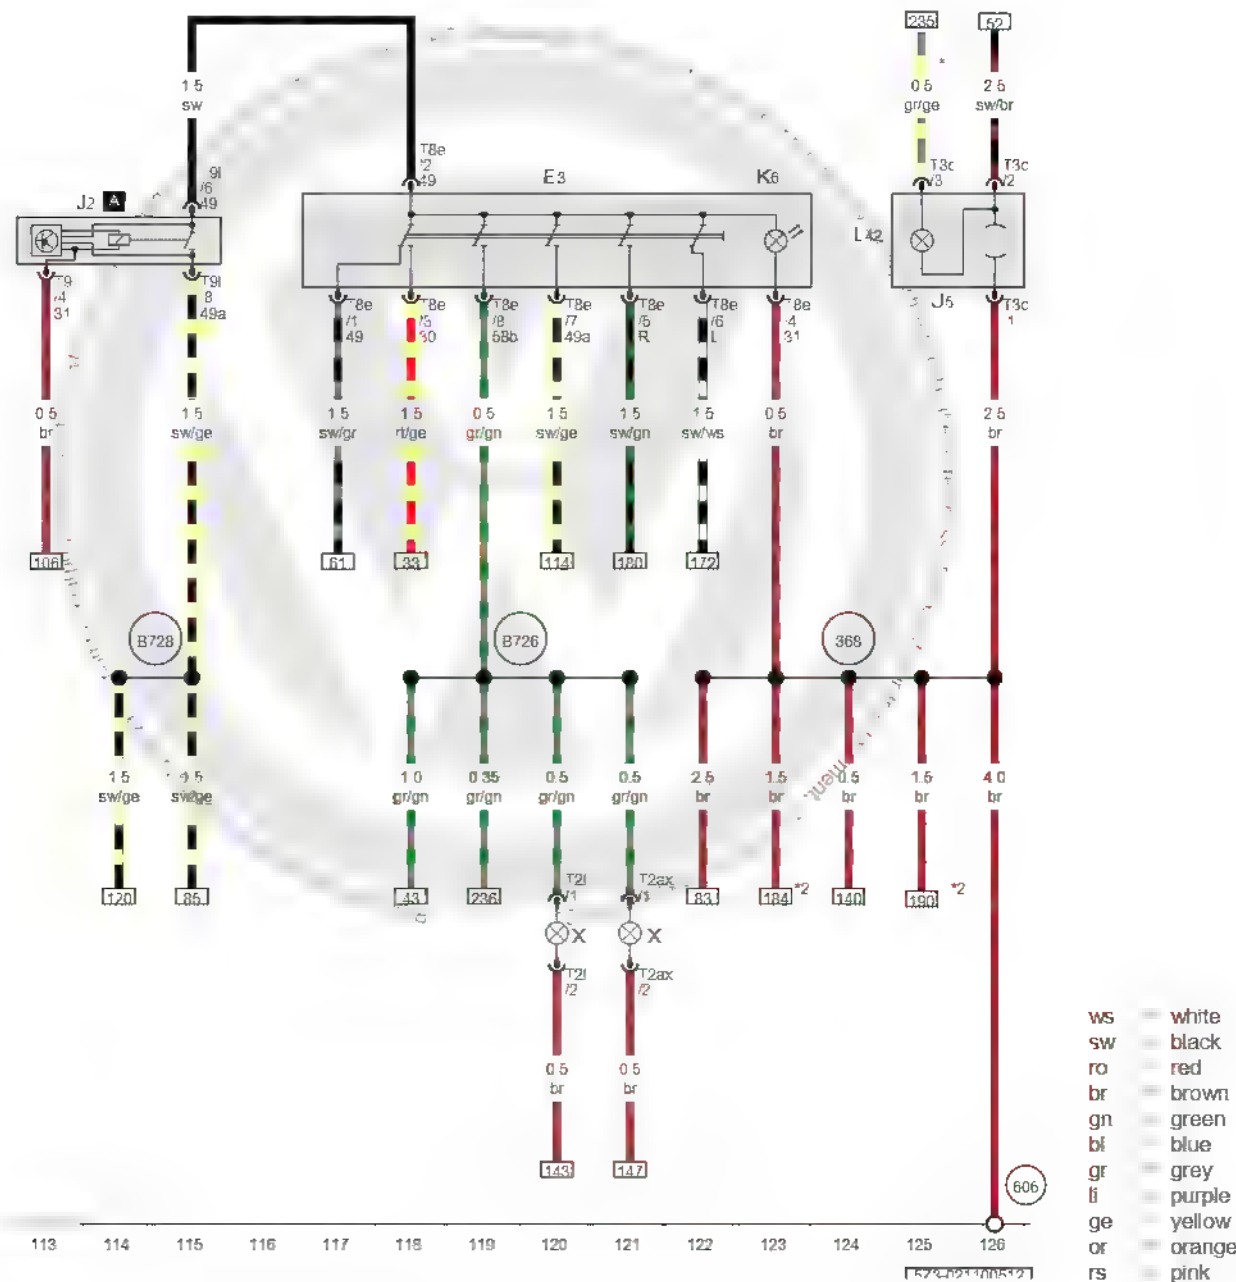 235
52
1.5
sw
0.5
gr/ge
*
2.5
sw/br
T8e
/2
49
T3c
/3
T3c
/2
9l
/6
49
J2 A
E3
K6
L42
J5
T9
/4
31
T9l
8
49a
T8e
/1
49
T8e
/3
30
T8e
/8
58b
T8e
/7
49a
T8e
/5
R
T8e
/6
L
T8e
4
31
T3c
1
0.5
br
1.5
sw/ge
1.5
sw/gr
1.5
rt/ge
0.5
gr/gn
1.5
sw/ge
1.5
sw/gn
1.5
sw/ws
0.5
br
2.5
br
106
61
33
114
180
172
B728
B726
368
1.5
sw/ge
1.5
sw/ge
1.0
gr/gn
0.35
gr/gn
0.5
gr/gn
0.5
gr/gn
2.5
br
1.5
br
0.5
br
1.5
br
4.0
br
120
85
43
236
T2l
/1
T2ax
/1
83
184
*2
140
190
*2
X
X
T2l
/2
T2ax
/2
0.5
br
0.5
br
143
147
606
113 114 115 116 117 118 119 120 121 122 123 124 125 126
ws = white
sw = black
ro = red
br = brown
gn = green
bl = blue
gr = grey
li = purple
ge = yellow
or = orange
rs = pink